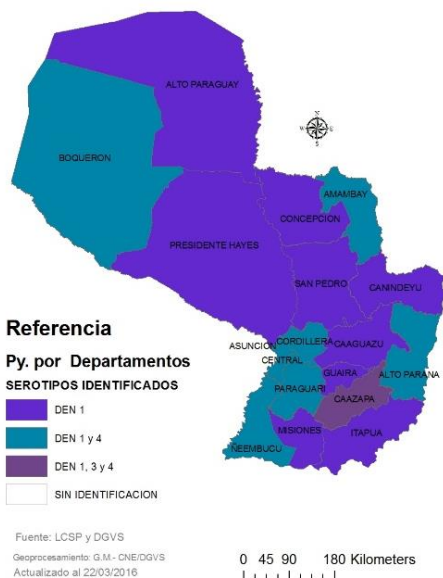 ALTO PARAGUAY
BOQUERON
N
W E
S
AMAMBAY
CONCEPCION
PRESIDENTE HAYES
SAN PEDRO
CANINDEYU
Referencia
ASUNCION
CORDILLERA
CAAGUAZU
CENTRAL
Py. por Departamentos
GUAIRA
ALTO PARANA
SEROTIPOS IDENTIFICADOS
PARAGUARI
CAAZAPA
DEN 1
MISIONES
ITAPUA
DEN 1 y 4
ÑEEMBUCU
DEN 1, 3 y 4
SIN IDENTIFICACION
Fuente: LCSP y DGVS
Geoprocesamiento: G.M.- CNE/DGVS
Actualizado al 22/03/2016
0 45 90 180 Kilometers